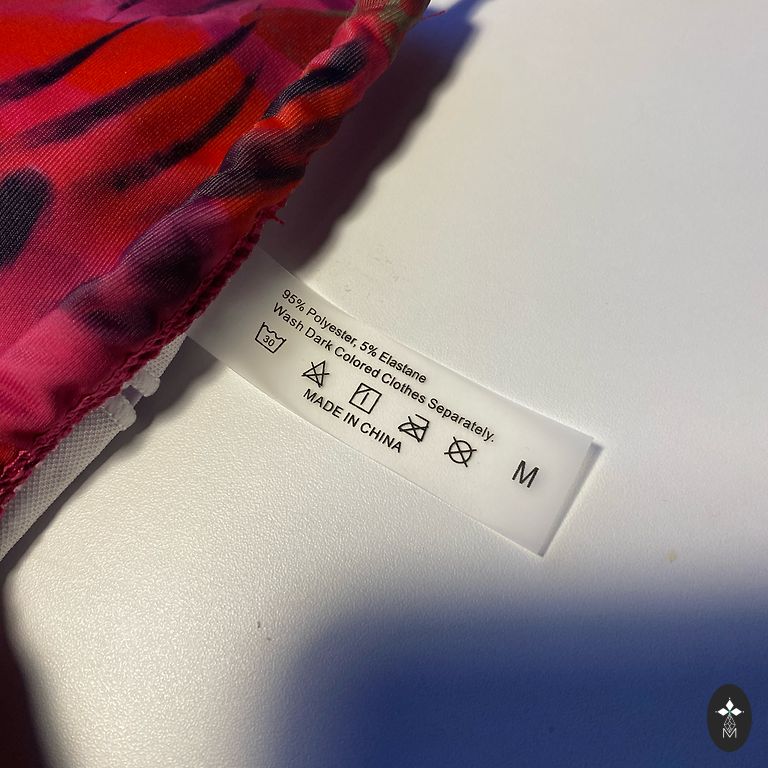 95% Polyester, 5% Elastane
Wash Dark Colored Clothes Separately.
30
MADE IN CHINA
M
M